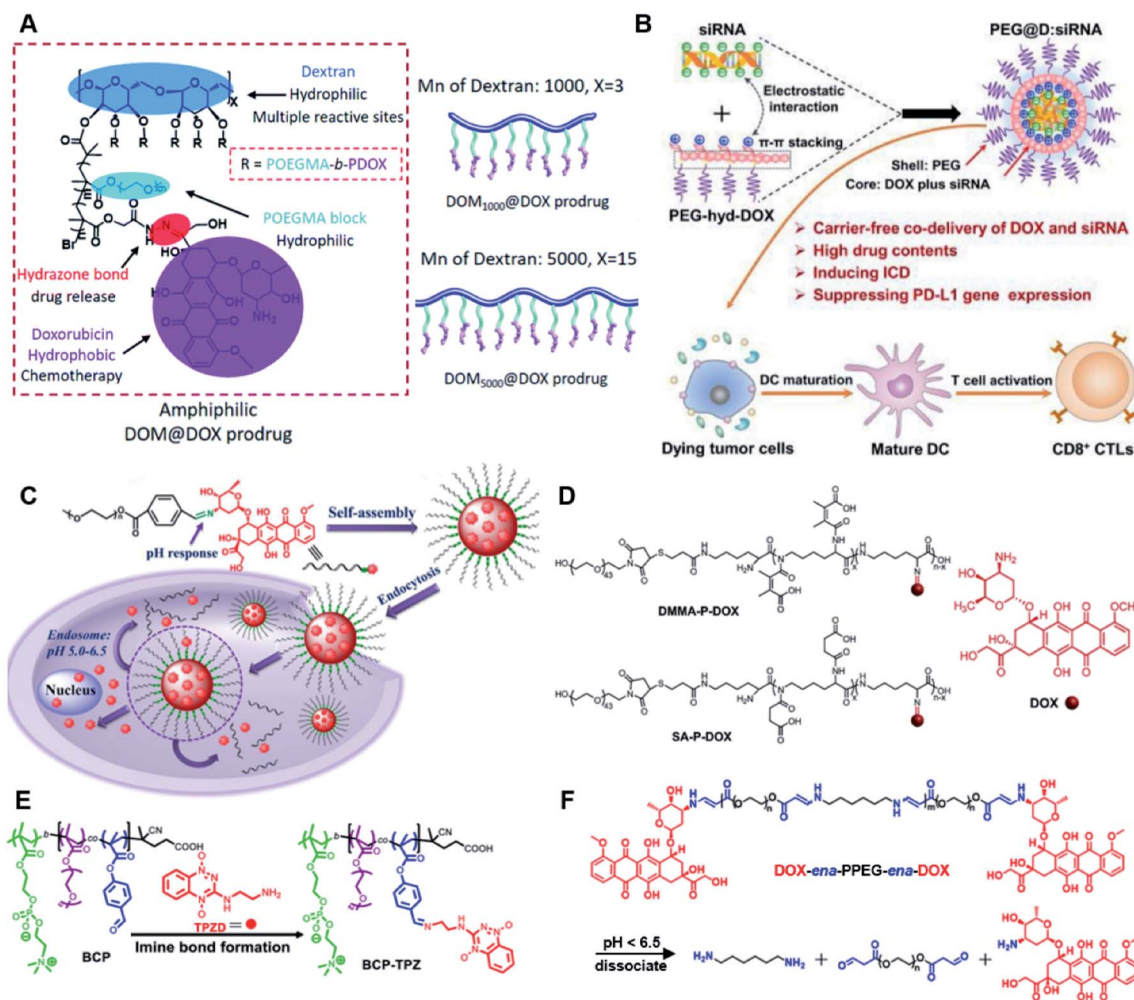 A
Dextran
Hydrophilic
Multiple reactive sites
R = POEGMA-b-PDOX
POEGMA block
Hydrophilic
Hydrazone bond
drug release
Doxorubicin
Hydrophobic
Chemotherapy
Amphiphilic
DOM@DOX prodrug
Mn of Dextran: 1000, X=3
DOM1000@DOX prodrug
Mn of Dextran: 5000, X=15
DOM5000@DOX prodrug
B
siRNA
PEG@D:siRNA
Electrostatic
interaction
+
π-π stacking
PEG-hyd-DOX
Shell: PEG
Core: DOX plus siRNA
Carrier-free co-delivery of DOX and siRNA
High drug contents
Inducing ICD
Suppressing PD-L1 gene expression
DC maturation
T cell activation
Dying tumor cells
Mature DC
CD8+ CTLs
C
pH response
Self-assembly
Endocytosis
Endosome:
pH 5.0-6.5
Nucleus
D
DMMA-P-DOX
SA-P-DOX
DOX
E
BCP
TPZD =
Imine bond formation
BCP-TPZ
F
DOX-ena-PPEG-ena-DOX
pH < 6.5
dissociate
+
+